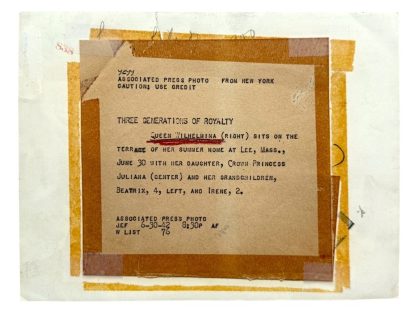 ASSOCIATED PRESS PHOTO FROM NEW YORK
CAUTION: USE CREDIT
THREE GENERATIONS OF ROYALTY
QUEEN WILHELMINA (RIGHT) SITS ON THE
TERRACE OF HER SUMMER HOME AT LEE, MASS.,
JUNE 30 WITH HER DAUGHTER, CROWN PRINCESS
JULIANA (CENTER) AND HER GRANDCHILDREN,
BEATRIX, 4, LEFT, AND IRENE, 2.
ASSOCIATED PRESS PHOTO
JEF 6-30-42 8:30P AF
W LIST 76